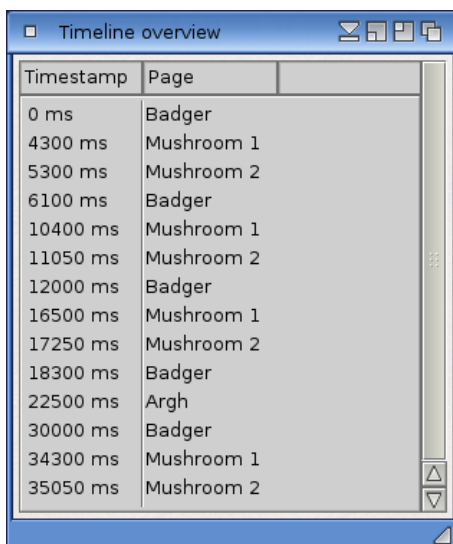 Timeline overview
Timestamp Page
0 ms Badger
4300 ms Mushroom 1
5300 ms Mushroom 2
6100 ms Badger
10400 ms Mushroom 1
11050 ms Mushroom 2
12000 ms Badger
16500 ms Mushroom 1
17250 ms Mushroom 2
18300 ms Badger
22500 ms Argh
30000 ms Badger
34300 ms Mushroom 1
35050 ms Mushroom 2